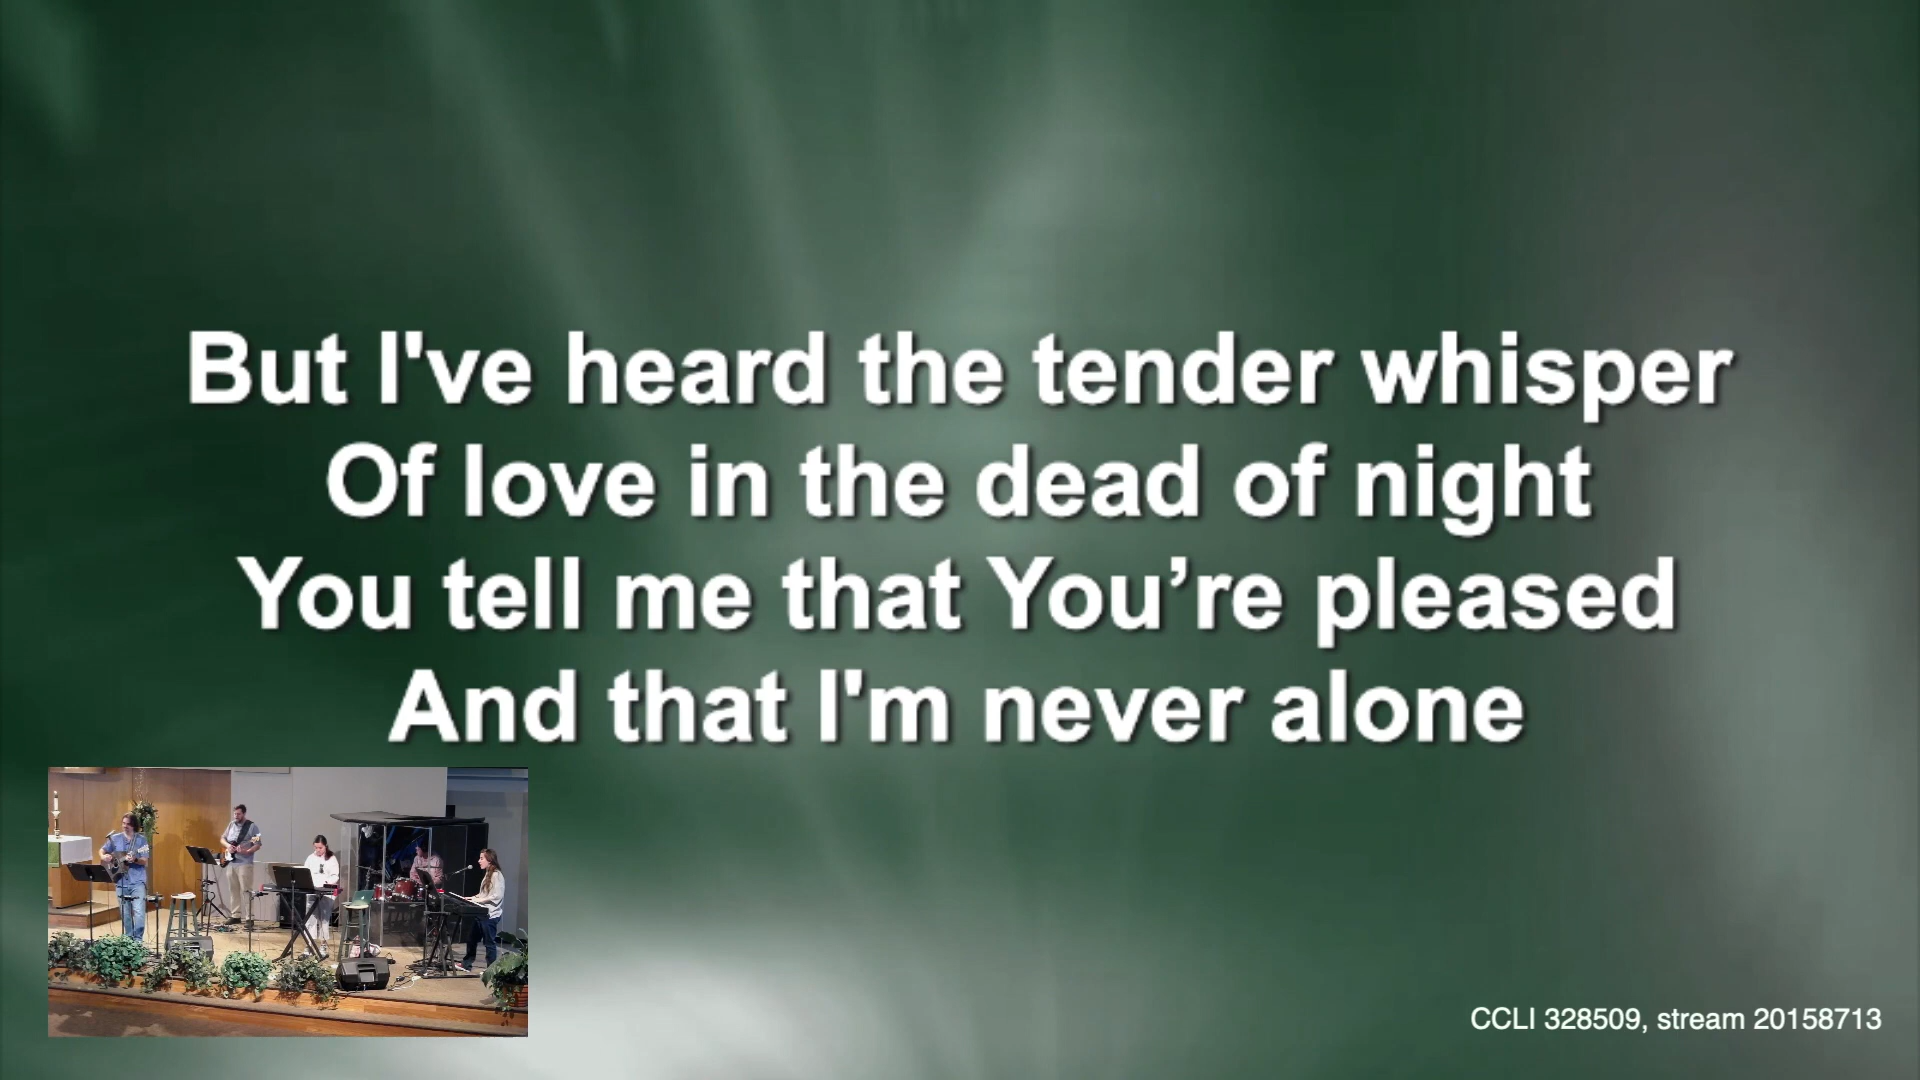 But I've heard the tender whisper
Of love in the dead of night
You tell me that You’re pleased
And that I'm never alone
CCLI 328509, stream 20158713